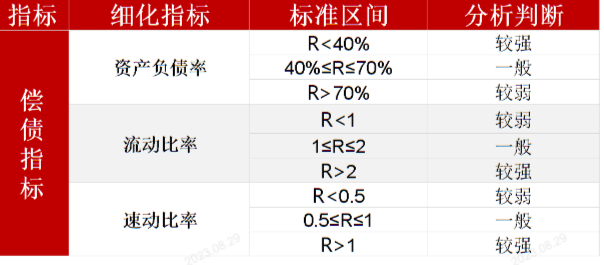 指标 细化指标 标准区间 分析判断
偿债指标
资产负债率
R<40% 较强
40%≤R≤70% 一般
R>70% 较弱
流动比率
R<1 较弱
1≤R≤2 一般
R>2 较强
速动比率
R<0.5 较弱
0.5≤R≤1 一般
R>1 较强
2023.08.29
2023.08.29